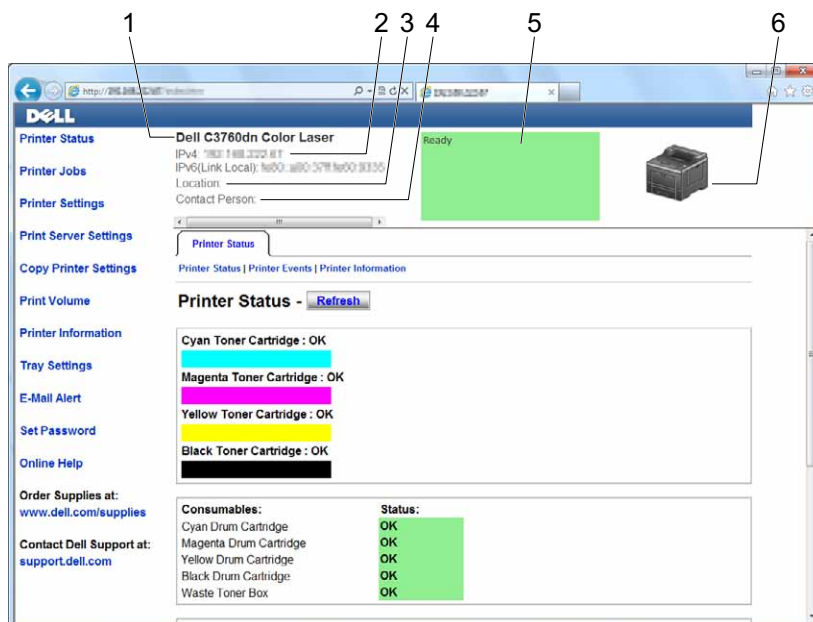 1 2 3 4 5 6
http://
DELL
Printer Status
Printer Jobs
Printer Settings
Print Server Settings
Copy Printer Settings
Print Volume
Printer Information
Tray Settings
E-Mail Alert
Set Password
Online Help
Order Supplies at:
www.dell.com/supplies
Contact Dell Support at:
support.dell.com
Dell C3760dn Color Laser
IPv4:
IPv6(Link Local):
Location:
Contact Person:
Ready
Printer Status
Printer Status | Printer Events | Printer Information
Printer Status - Refresh
Cyan Toner Cartridge : OK
Magenta Toner Cartridge : OK
Yellow Toner Cartridge : OK
Black Toner Cartridge : OK
Consumables: Status:
Cyan Drum Cartridge OK
Magenta Drum Cartridge OK
Yellow Drum Cartridge OK
Black Drum Cartridge OK
Waste Toner Box OK